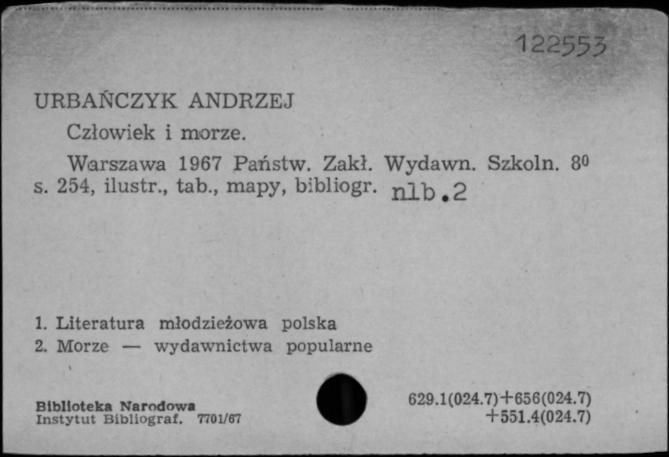 122553
URBAŃCZYK ANDRZEJ
Człowiek i morze.
Warszawa 1967 Państw. Zakł. Wydawn. Szkoln. 8⁰
s. 254, ilustr., tab., mapy, bibliogr. nlb.2
1. Literatura młodzieżowa polska
2. Morze — wydawnictwa popularne
Biblioteka Narodowa
Instytut Bibliograf. 7701/67
629.1(024.7)+656(024.7)
+551.4(024.7)